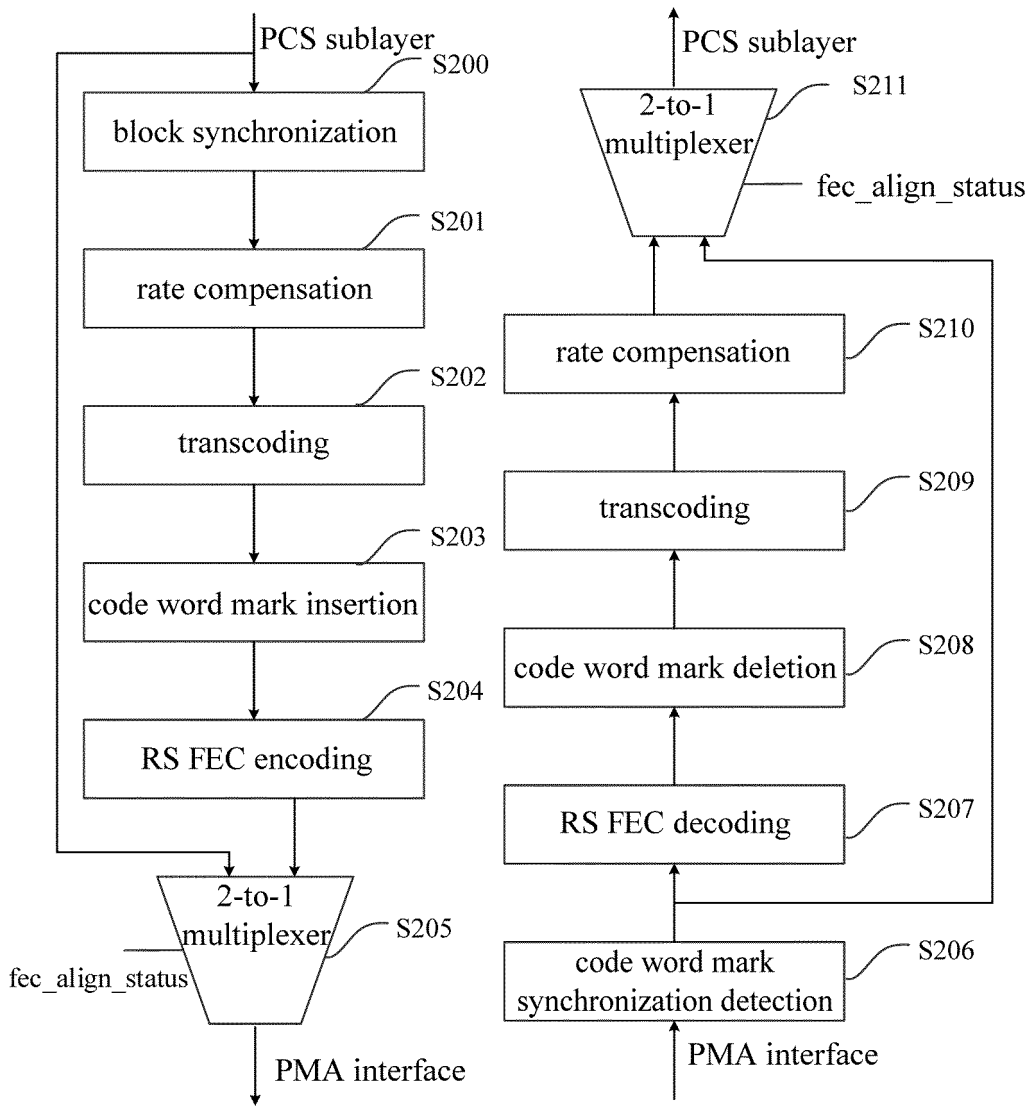 PCS sublayer
S200
block synchronization
S201
rate compensation
S202
transcoding
S203
code word mark insertion
S204
RS FEC encoding
2-to-1
multiplexer
S205
fec_align_status
PMA interface
PCS sublayer
S211
2-to-1
multiplexer
fec_align_status
S210
rate compensation
S209
transcoding
S208
code word mark deletion
S207
RS FEC decoding
S206
code word mark
synchronization detection
PMA interface